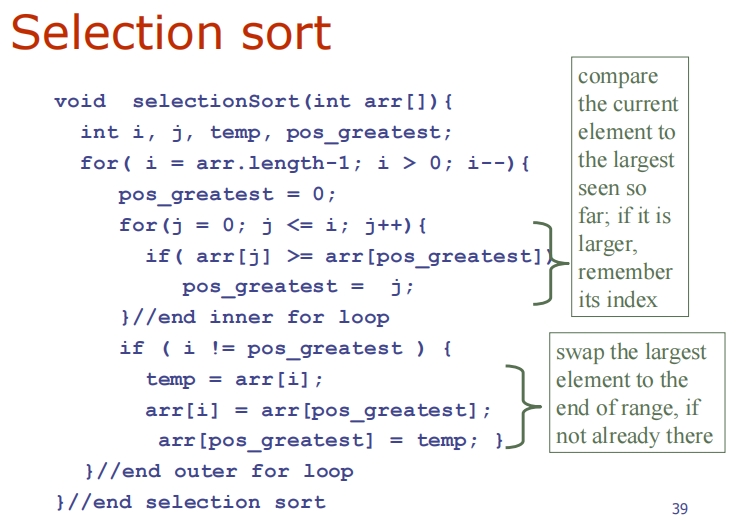 Selection sort
void  selectionSort(int arr[]){
int i, j, temp, pos_greatest;
for( i = arr.length-1; i > 0; i--){
pos_greatest = 0;
for(j = 0; j <= i; j++){
if( arr[j] >= arr[pos_greatest])
pos_greatest =  j;
}//end inner for loop
if ( i != pos_greatest ) {
temp = arr[i];
arr[i] = arr[pos_greatest];
arr[pos_greatest] = temp; }
}//end outer for loop
}//end selection sort
compare
the current
element to
the largest
seen so
far; if it is
larger,
remember
its index
swap the largest
element to the
end of range, if
not already there
39